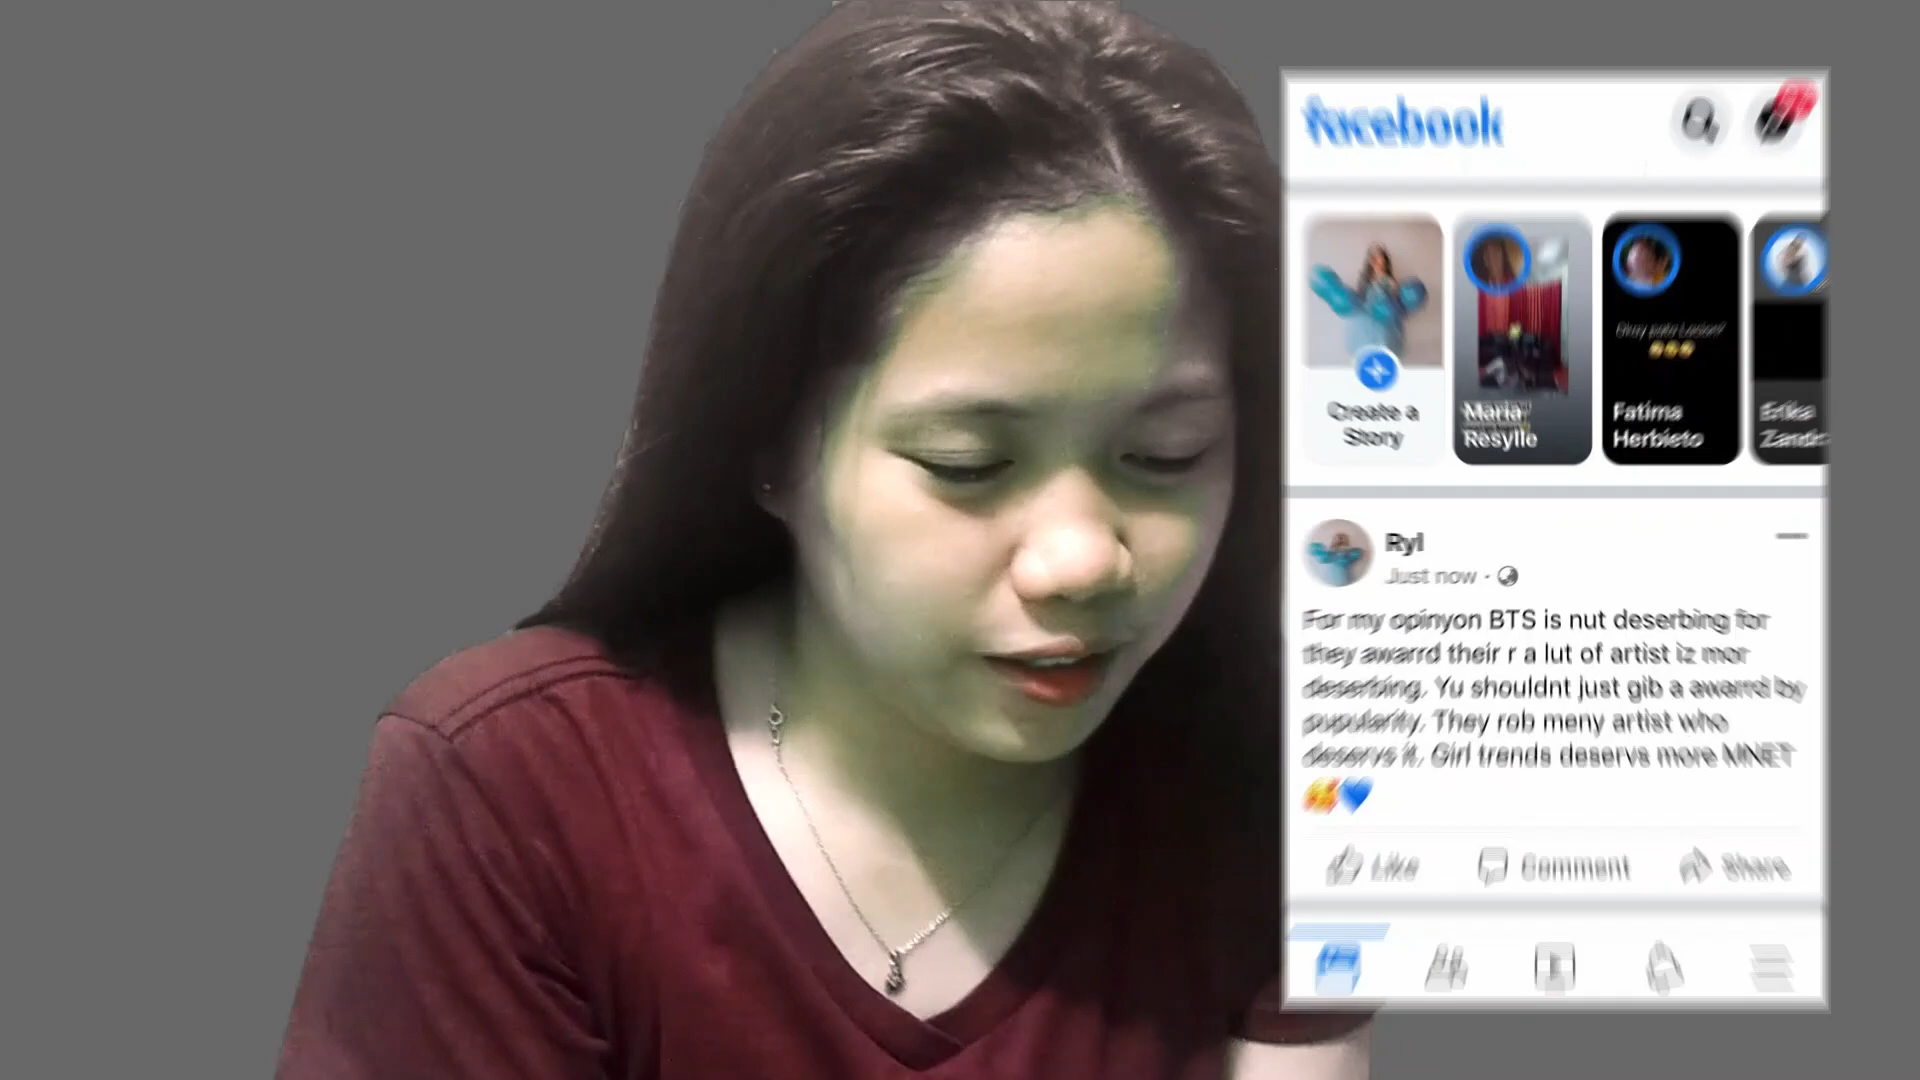 facebook
Create a
Story
Maria
Resylle
Fatima
Herbieto
Erika
Ryl
Just now ·
For my opinyon BTS is nut deserbing for
they awarrd their r a lut of artist iz mor
deserbing. Yu shouldnt just gib a awarrd by
pupularity. They rob meny artist who
deservs it. Girl trends deservs more MNET
Like
Comment
Share